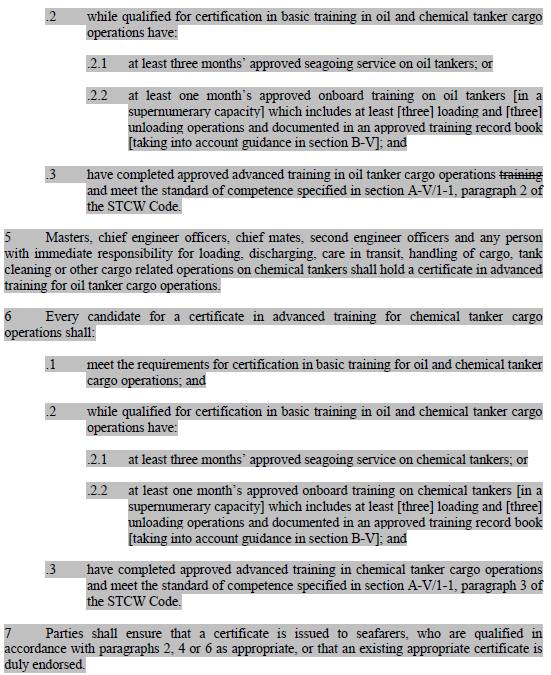 .2 while qualified for certification in basic training in oil and chemical tanker cargo
operations have:
.2.1 at least three months' approved seagoing service on oil tankers; or
.2.2 at least one month's approved onboard training on oil tankers [in a
supernumerary capacity] which includes at least [three] loading and [three]
unloading operations and documented in an approved training record book
[taking into account guidance in section B-V]; and
.3 have completed approved advanced training in oil tanker cargo operations training
and meet the standard of competence specified in section A-V/1-1, paragraph 2 of
the STCW Code.
5 Masters, chief engineer officers, chief mates, second engineer officers and any person
with immediate responsibility for loading, discharging, care in transit, handling of cargo, tank
cleaning or other cargo related operations on chemical tankers shall hold a certificate in advanced
training for oil tanker cargo operations.
6 Every candidate for a certificate in advanced training for chemical tanker cargo
operations shall:
.1 meet the requirements for certification in basic training for oil and chemical tanker
cargo operations; and
.2 while qualified for certification in basic training in oil and chemical tanker cargo
operations have:
.2.1 at least three months' approved seagoing service on chemical tankers; or
.2.2 at least one month's approved onboard training on chemical tankers [in a
supernumerary capacity] which includes at least [three] loading and [three]
unloading operations and documented in an approved training record book
[taking into account guidance in section B-V]; and
.3 have completed approved advanced training in chemical tanker cargo operations
and meet the standard of competence specified in section A-V/1-1, paragraph 3 of
the STCW Code.
7 Parties shall ensure that a certificate is issued to seafarers, who are qualified in
accordance with paragraphs 2, 4 or 6 as appropriate, or that an existing appropriate certificate is
duly endorsed.